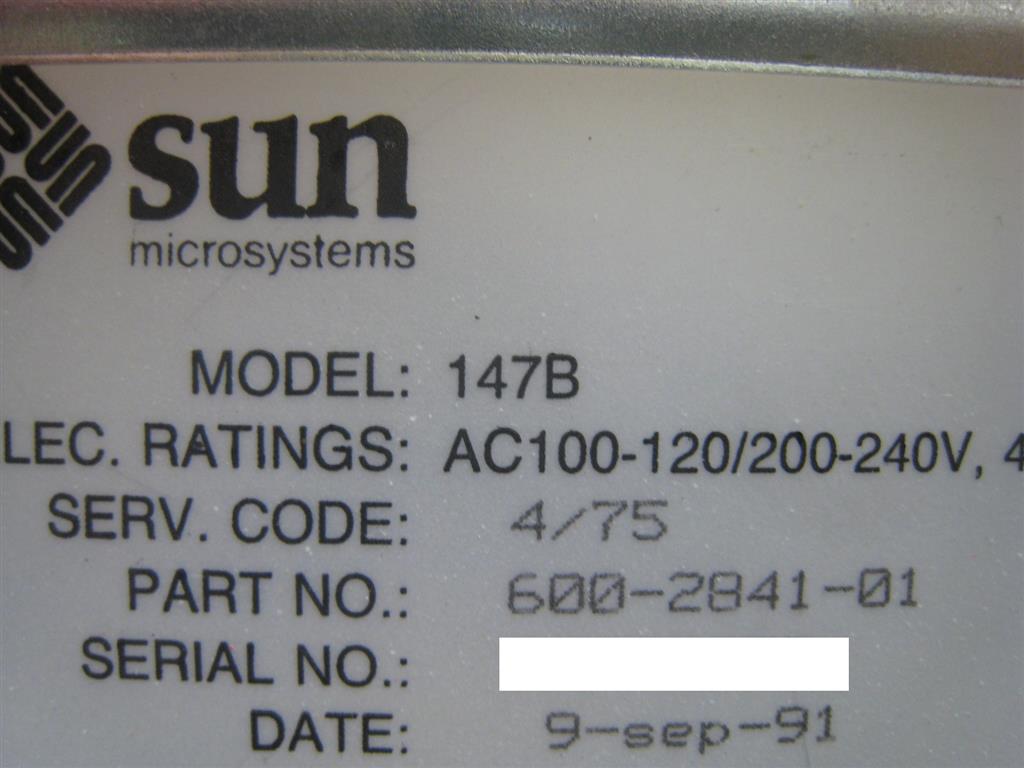 sun
microsystems
MODEL: 147B
LEC. RATINGS: AC100-120/200-240V, 4
SERV. CODE: 4/75
PART NO.: 600-2841-01
SERIAL NO.:
DATE: 9-sep-91